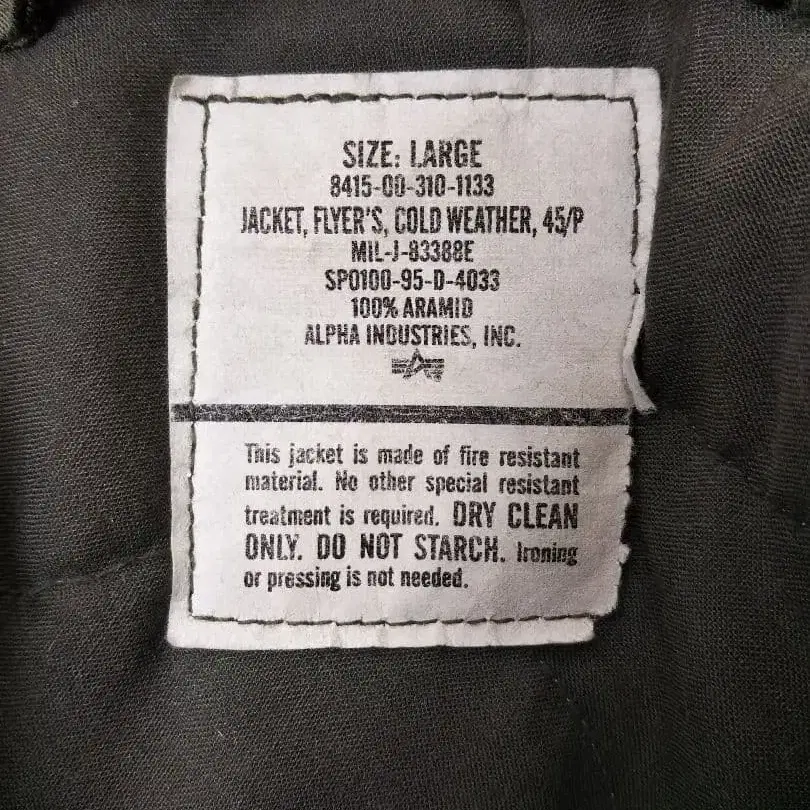 SIZE: LARGE
8415-00-310-1133
JACKET, FLYER'S, COLD WEATHER, 45/P
MIL-J-83388E
SPO100-95-D-4033
100% ARAMID
ALPHA INDUSTRIES, INC.
This jacket is made of fire resistant
material. No other special resistant
treatment is required. DRY CLEAN
ONLY. DO NOT STARCH. Ironing
or pressing is not needed.